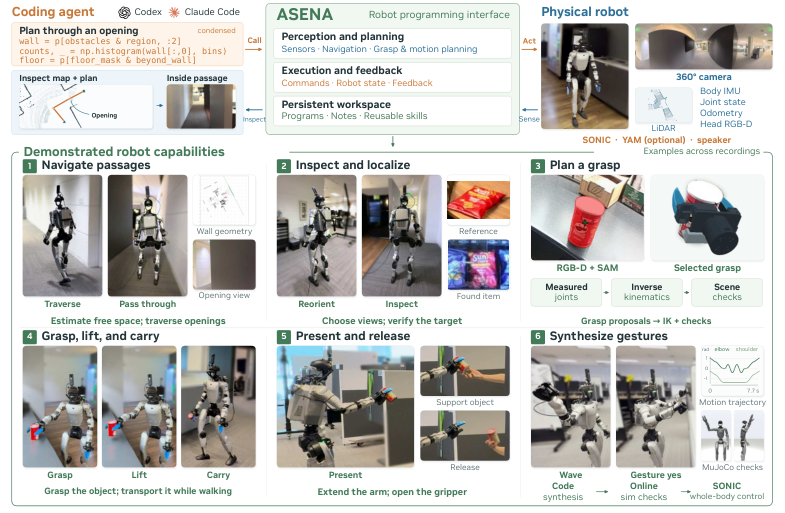 Coding agent
Codex
Claude Code
Plan through an opening
condensed
wall = p[obstacles & region, :2]
counts, _ = np.histogram(wall[:,0], bins)
floor = p[floor_mask & beyond_wall]
Inspect map + plan
Inside passage
Opening
Call
Inspect
ASENA
Robot programming interface
Perception and planning
Sensors · Navigation · Grasp & motion planning
Execution and feedback
Commands · Robot state · Feedback
Persistent workspace
Programs · Notes · Reusable skills
Act
Sense
Physical robot
360° camera
LiDAR
Body IMU
Joint state
Odometry
Head RGB-D
SONIC · YAM (optional) · speaker
Demonstrated robot capabilities
Examples across recordings
1 Navigate passages
Wall geometry
Opening view
Traverse
Pass through
Estimate free space; traverse openings
2 Inspect and localize
Reference
Found item
Reorient
Inspect
Choose views; verify the target
3 Plan a grasp
RGB-D + SAM
Selected grasp
Measured
joints
Inverse
kinematics
Scene
checks
Grasp proposals → IK + checks
4 Grasp, lift, and carry
Grasp
Lift
Carry
Grasp the object; transport it while walking
5 Present and release
Support object
Release
Present
Extend the arm; open the gripper
6 Synthesize gestures
rad elbow shoulder
1
0
-1
0
7.7 s
Motion trajectory
MuJoCo checks
Wave
Gesture yes
Code
synthesis
Online
sim checks
SONIC
whole-body control